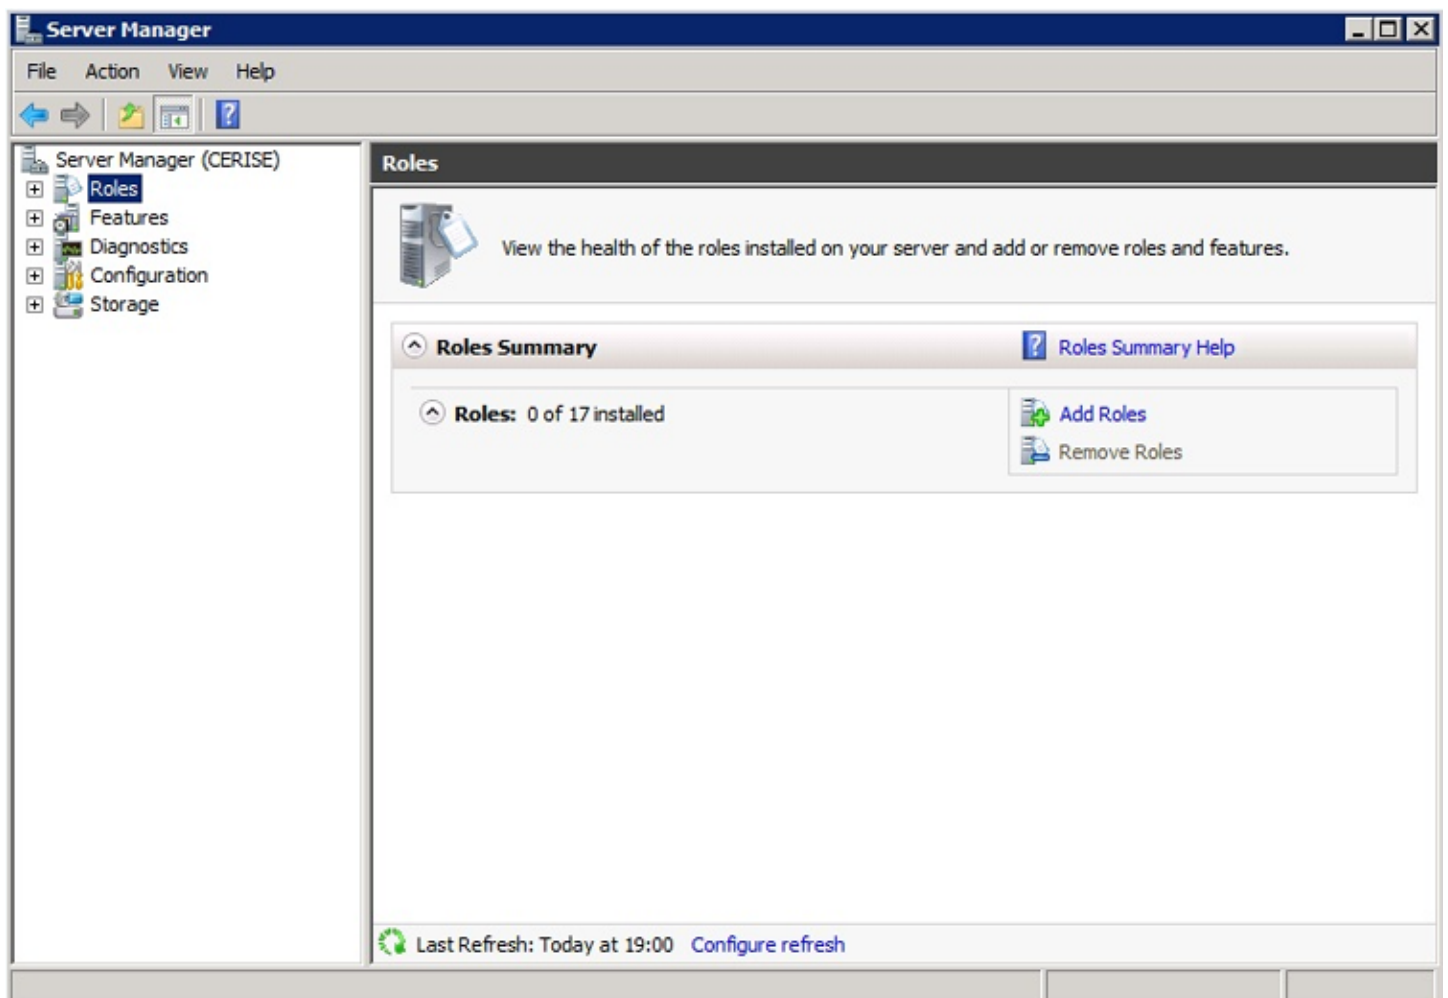 Server Manager
File Action View Help
Server Manager (CERISE)
Roles
Features
Diagnostics
Configuration
Storage
Roles
View the health of the roles installed on your server and add or remove roles and features.
Roles Summary
Roles Summary Help
Roles: 0 of 17 installed
Add Roles
Remove Roles
Last Refresh: Today at 19:00 Configure refresh